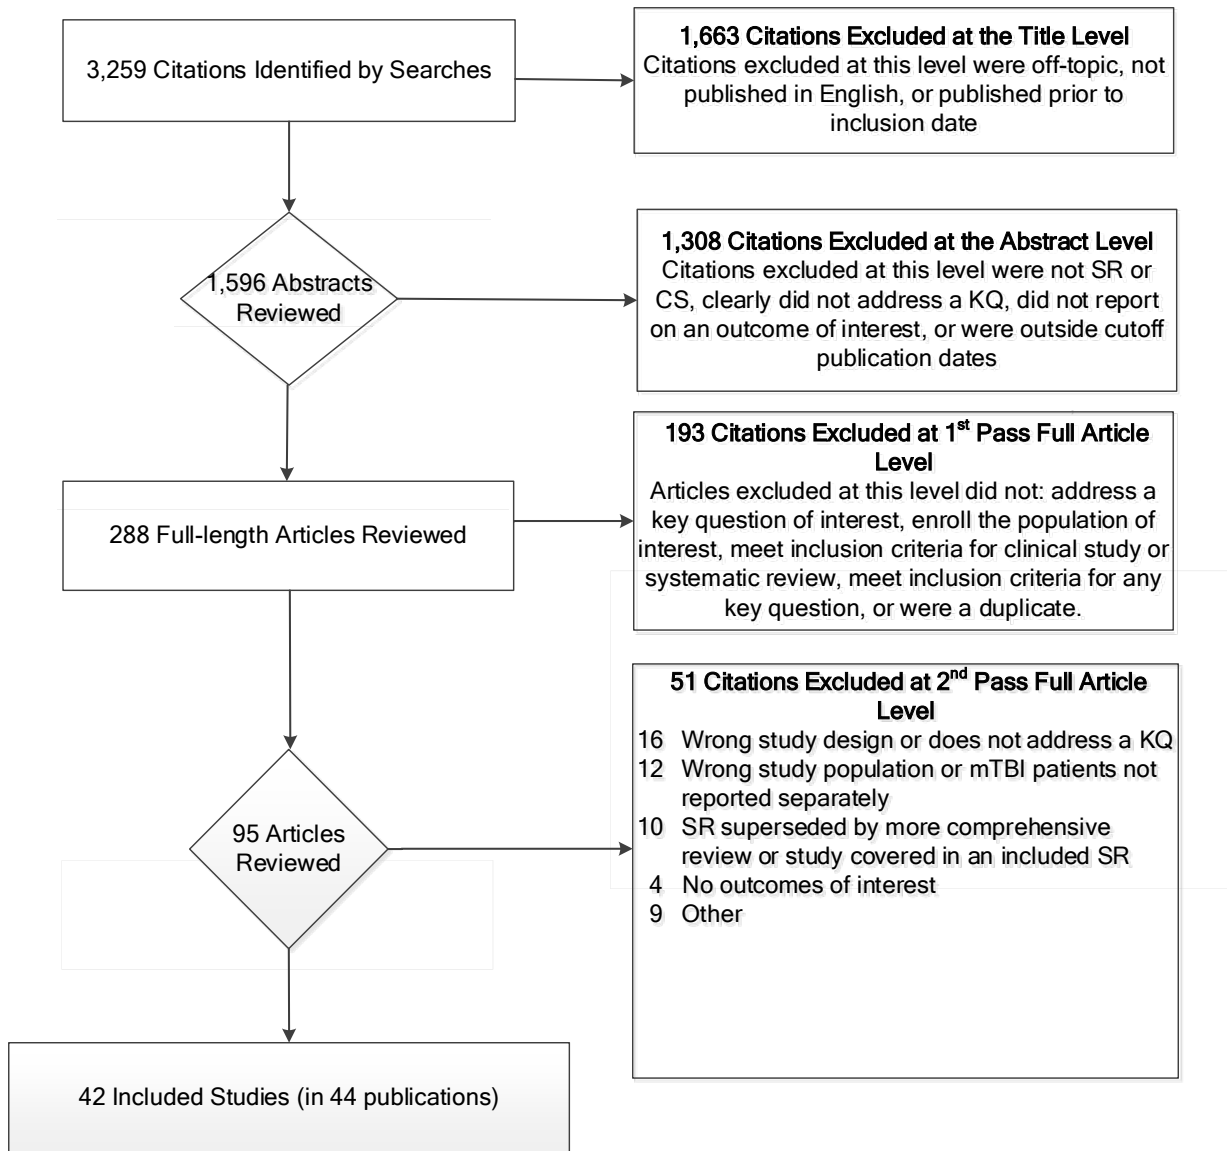 3,259 Citations Identified by Searches
1,663 Citations Excluded at the Title Level
Citations excluded at this level were off-topic, not
published in English, or published prior to
inclusion date
1,596 Abstracts
Reviewed
1,308 Citations Excluded at the Abstract Level
Citations excluded at this level were not SR or
CS, clearly did not address a KQ, did not report
on an outcome of interest, or were outside cutoff
publication dates
288 Full-length Articles Reviewed
193 Citations Excluded at 1st Pass Full Article
Level
Articles excluded at this level did not: address a
key question of interest, enroll the population of
interest, meet inclusion criteria for clinical study or
systematic review, meet inclusion criteria for any
key question, or were a duplicate.
95 Articles
Reviewed
51 Citations Excluded at 2nd Pass Full Article
Level
16 Wrong study design or does not address a KQ
12 Wrong study population or mTBI patients not
reported separately
10 SR superseded by more comprehensive
review or study covered in an included SR
4 No outcomes of interest
9 Other
42 Included Studies (in 44 publications)